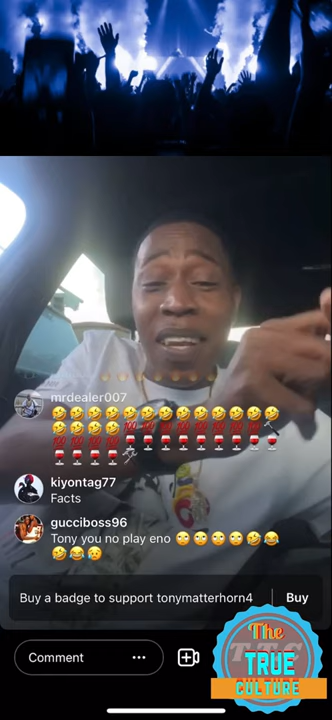 mrdealer007
🤣🤣🤣🤣🤣🤣🤣🤣🤣🤣🤣🤣🤣
🤣🤣🤣🤣💯💯💯💯💯💯💯💯🔨
💯💯💯💯🍷🍷🍷🍷🍷🍷🍷🍷🍷
🍷🍷🍷🍷⚒
kiyontag77
Facts
gucciboss96
Tony you no play eno 🙄🙄🙄🙄🤣😂
🤣😂😥
Buy a badge to support tonymatterhorn4
Buy
Comment
•••
The
T.T.C
TRUE
CULTURE